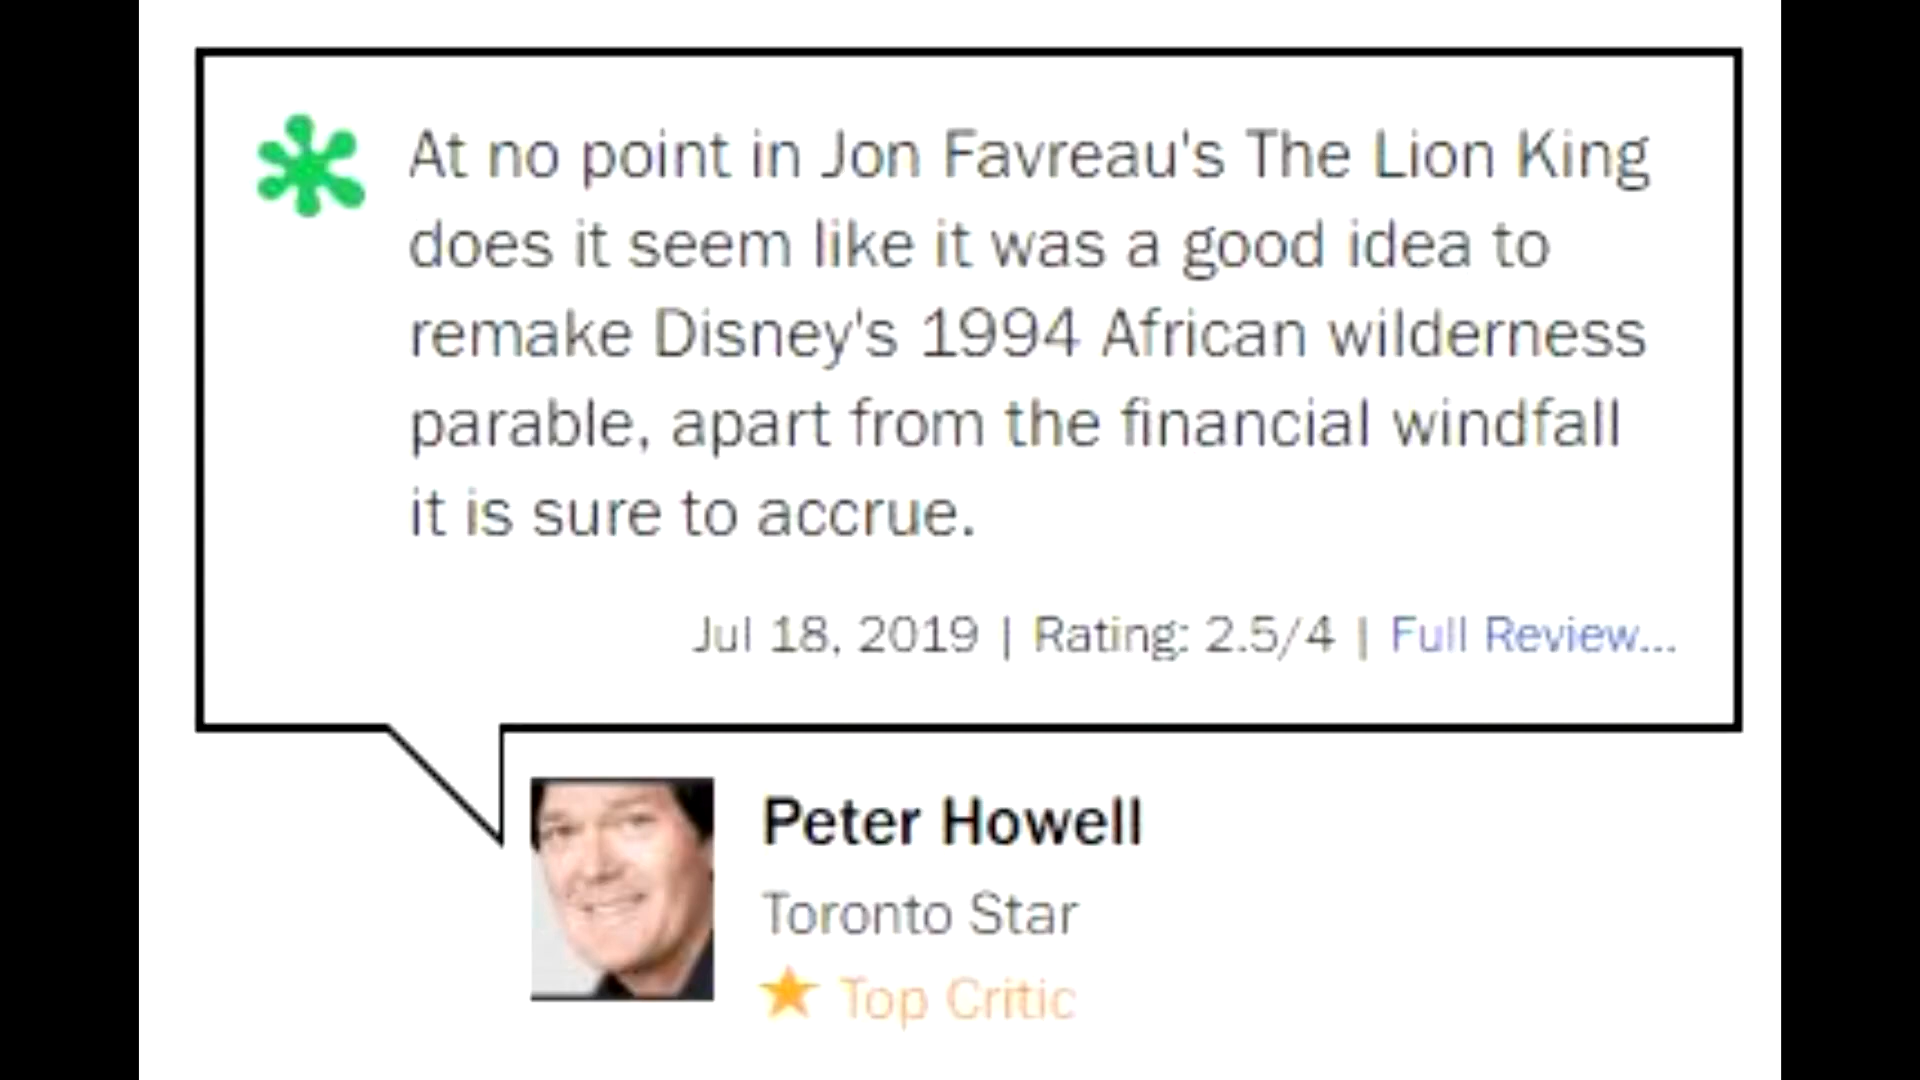 At no point in Jon Favreau's The Lion King
does it seem like it was a good idea to
remake Disney's 1994 African wilderness
parable, apart from the financial windfall
it is sure to accrue.
Jul 18, 2019 | Rating: 2.5/4 | Full Review...
Peter Howell
Toronto Star
Top Critic